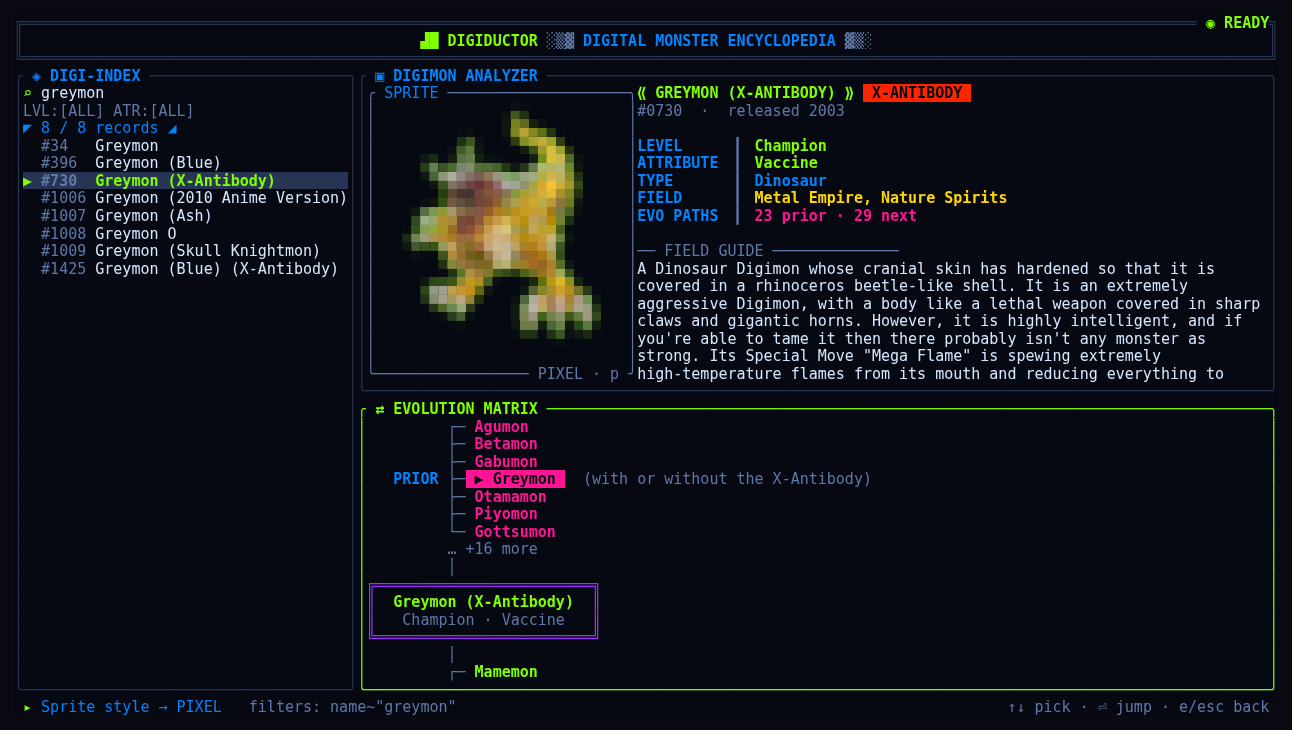 ◉ READY
▟█ DIGIDUCTOR ░▒▓ DIGITAL MONSTER ENCYCLOPEDIA ▓▒░
◈ DIGI-INDEX
⌕ greymon
LVL:[ALL] ATR:[ALL]
◤ 8 / 8 records ◢
#34 Greymon
#396 Greymon (Blue)
▶ #730 Greymon (X-Antibody)
#1006 Greymon (2010 Anime Version)
#1007 Greymon (Ash)
#1008 Greymon O
#1009 Greymon (Skull Knightmon)
#1425 Greymon (Blue) (X-Antibody)
▣ DIGIMON ANALYZER
SPRITE
PIXEL · p
⟪ GREYMON (X-ANTIBODY) ⟫ X-ANTIBODY
#0730 · released 2003
LEVEL ┃ Champion
ATTRIBUTE ┃ Vaccine
TYPE ┃ Dinosaur
FIELD ┃ Metal Empire, Nature Spirits
EVO PATHS ┃ 23 prior · 29 next
── FIELD GUIDE ──────────────
A Dinosaur Digimon whose cranial skin has hardened so that it is
covered in a rhinoceros beetle-like shell. It is an extremely
aggressive Digimon, with a body like a lethal weapon covered in sharp
claws and gigantic horns. However, it is highly intelligent, and if
you're able to tame it then there probably isn't any monster as
strong. Its Special Move "Mega Flame" is spewing extremely
high-temperature flames from its mouth and reducing everything to
⇄ EVOLUTION MATRIX
Agumon
Betamon
Gabumon
PRIOR ▶ Greymon (with or without the X-Antibody)
Otamamon
Piyomon
Gottsumon
… +16 more
Greymon (X-Antibody)
Champion · Vaccine
Mamemon
▸ Sprite style → PIXEL filters: name~"greymon"
↑↓ pick · ⏎ jump · e/esc back